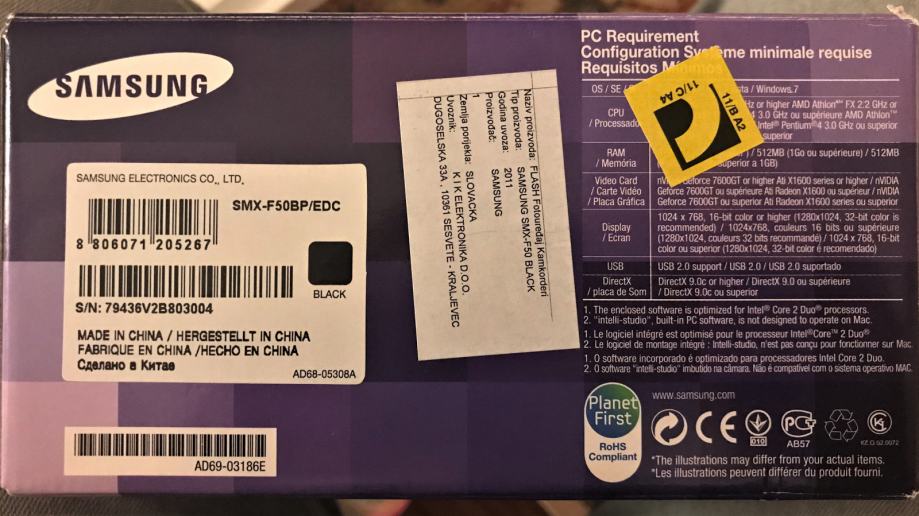 SAMSUNG
SAMSUNG ELECTRONICS CO., LTD.
SMX-F50BP/EDC
8 806071 205267
BLACK
S/N: 79436V2B803004
MADE IN CHINA / HERGESTELLT IN CHINA
FABRIQUE EN CHINA /HECHO EN CHINA
Сделано в Китае
AD68-05308A
AD69-03186E
Naziv proizvoda: FLASH Fotouredaj Kamkorderi
Tip proizvoda: SAMSUNG SMX-F50 BLACK
Godina uvoza: 2011
Proizvođač: SAMSUNG
1
Zemlja porijekla: SLOVACKA
Uvoznik: K I K ELEKTRONIKA D.O.O.
DUGOSELSKA 33A , 10361 SESVETE - KRALJEVEC
PC Requirement
Configuration Système minimale requise
Requisitos Mínimos
11/C A4
11/B A2
OS / SE / Windows,7
CPU / Processado
or higher AMD Athlon™ FX 2.2 GHz or
3.0 GHz ou supérieure AMD Athlon™
Intel® Pentium®4 3.0 GHz ou superior
superior
RAM
/ Memória
/ 512MB (1Go ou supérieure) / 512MB
superior a 1GB)
Video Card
/ Carte Vidéo
/ Placa Gráfica
Geforce 7600GT or higher Ati X1600 series or higher / nVIDIA
Geforce 7600GT ou supérieure Ati Radeon X1600 supérieure / nVIDIA
Geforce 7600GT ou superior Ati Radeon X1600 series ou superior
Display
/ Ecran
1024 x 768, 16-bit color or higher (1280x1024, 32-bit color is
recommended) / 1024x768, couleurs 16 bits ou supérieure
(1280x1024, couleurs 32 bits recommandé) / 1024 x 768, 16-bit
color ou superior (1280x1024, 32-bit color é recomendado)
USB
USB 2.0 support / USB 2.0 / USB 2.0 suportado
DirectX
/ placa de Som
DirectX 9.0c or higher / DirectX 9.0 ou supérieure
/ DirectX 9.0c ou superior
1. The enclosed software is optimized for Intel® Core 2 Duo® processors.
2. "intelli-studio", built-in PC software, is not designed to operate on Mac.
1. Le logiciel intégré est optimisé pour le processeur Intel®Core™ 2 Duo®.
2. Le logiciel de montage intégré : Intelli-studio, n'est pas conçu pour fonctionner sur Mac.
1. O software incorporado é optimizado para processadores Intel Core 2 Duo.
2. O software "intelli-studio" imbutido na câmara. Não é compatível com o sistema operativo MAC.
Planet
First
RoHS
Compliant
www.samsung.com
CE
010
AB57
*The illustrations may differ from your actual items.
*Les illustrations peuvent différer du produit fourni.